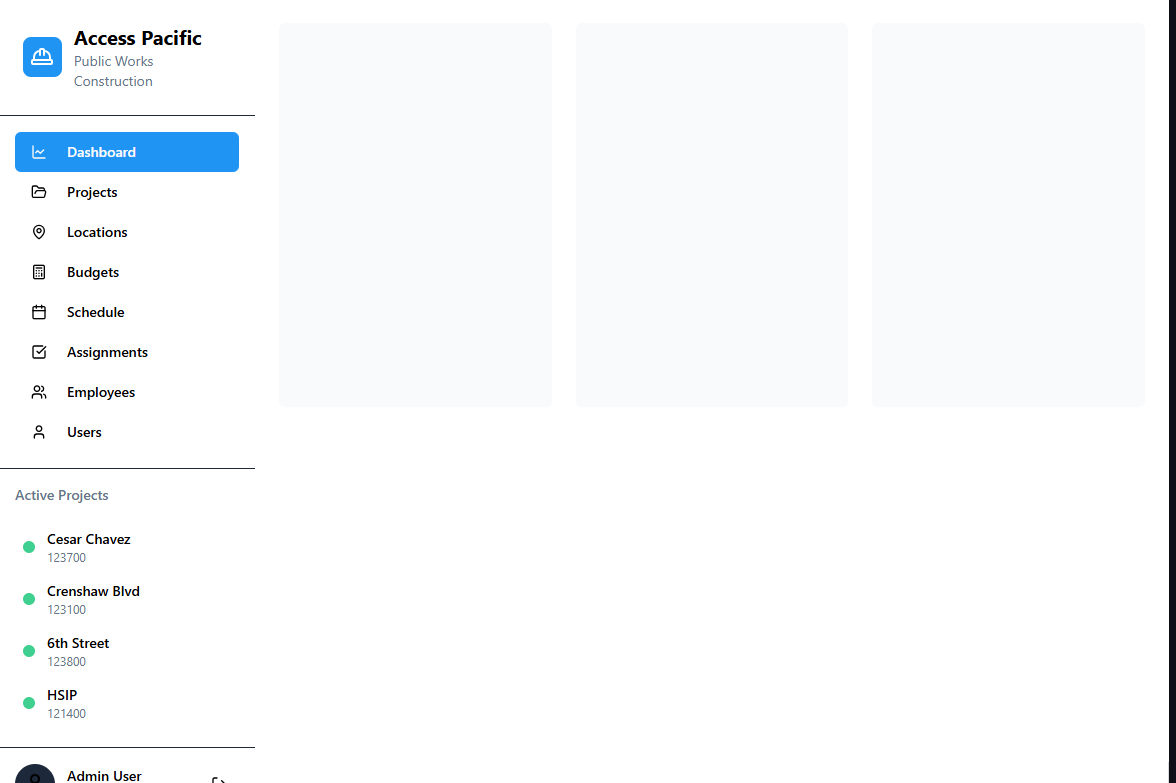 Access Pacific
Public Works
Construction
Dashboard
Projects
Locations
Budgets
Schedule
Assignments
Employees
Users
Active Projects
Cesar Chavez
123700
Crenshaw Blvd
123100
6th Street
123800
HSIP
121400
Admin User